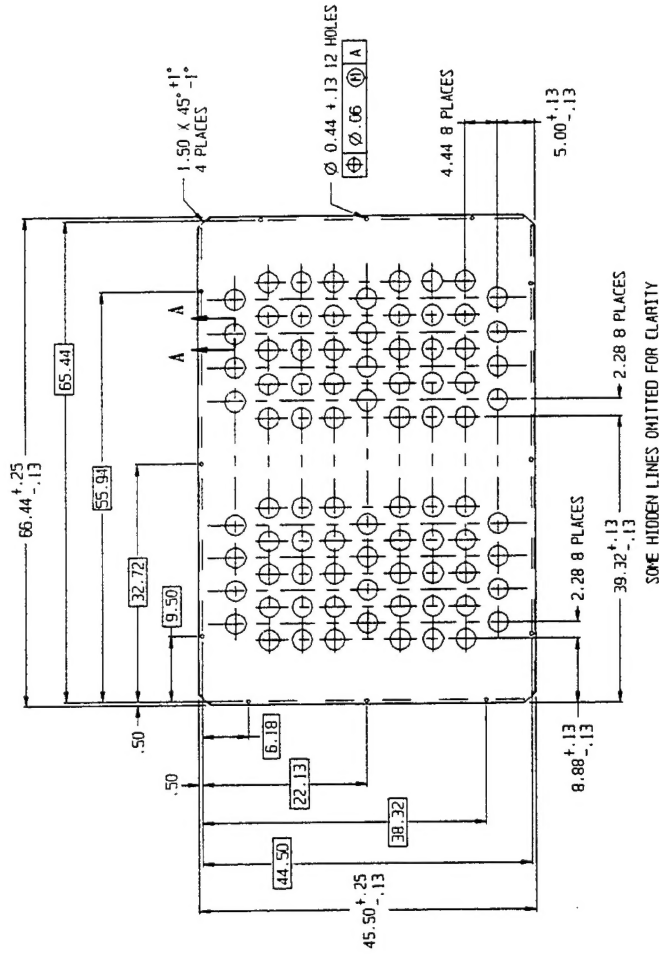 1.50 X 45° +1° -1°
4 PLACES
66.44 +.25 -.13
65.44
55.94
32.72
9.50
.50
.50
6.18
22.13
38.32
44.50
45.50 +.25 -.13
A
A
Ø 0.44 +.13 12 HOLES
⌖ Ø.06 Ⓜ A
4.44 8 PLACES
5.00 +.13 -.13
2.28 8 PLACES
2.28 8 PLACES
39.32 +.13 -.13
8.88 +.13 -.13
SOME HIDDEN LINES OMITTED FOR CLARITY